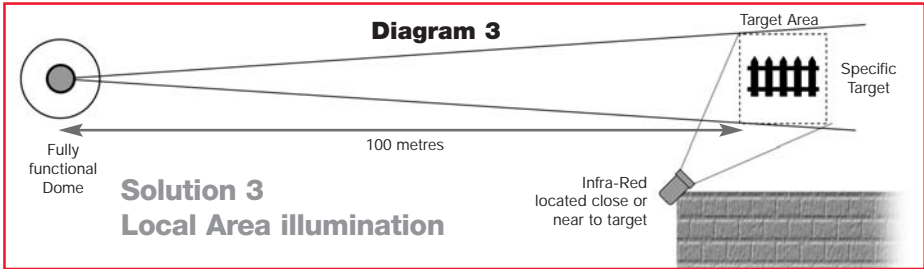 Diagram 3
Target Area
Specific
Target
100 metres
Fully
functional
Dome
Solution 3
Local Area illumination
Infra-Red
located close or
near to target